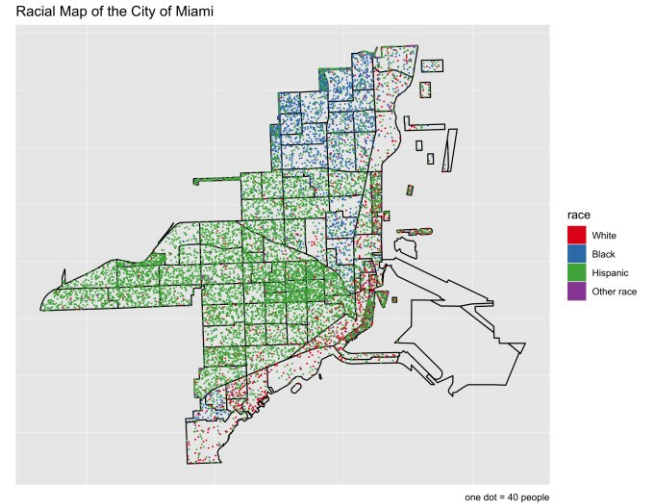 Racial Map of the City of Miami
race
White
Black
Hispanic
Other race
one dot = 40 people